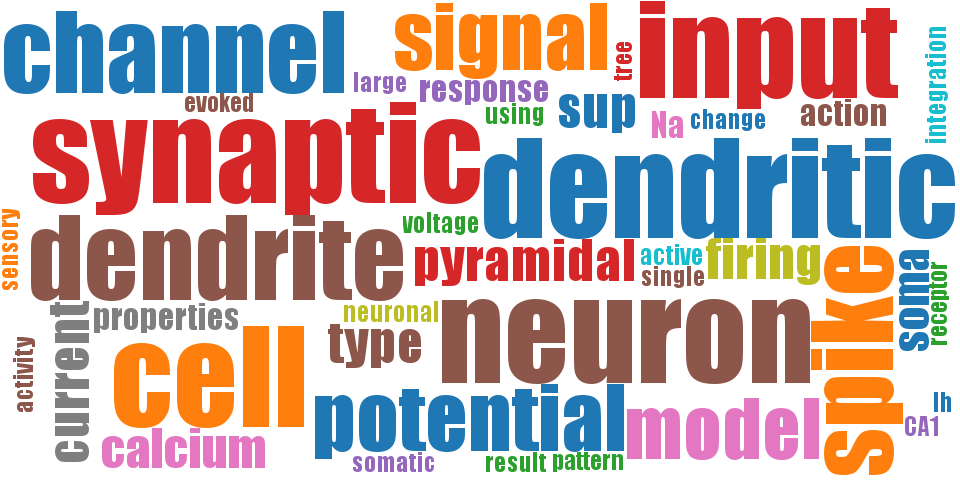 channel
signal
input
tree
integration
large
response
evoked
using
sup
Na
change
action
synaptic
dendritic
sensory
dendrite
voltage
pyramidal
active
firing
single
soma
receptor
spike
current
properties
neuronal
type
neuron
activity
cell
potential
model
Ih
CA1
calcium
somatic
result
pattern